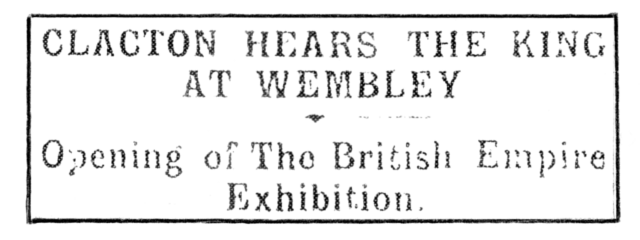 CLACTON HEARS THE KING
AT WEMBLEY
Opening of The British Empire
Exhibition.